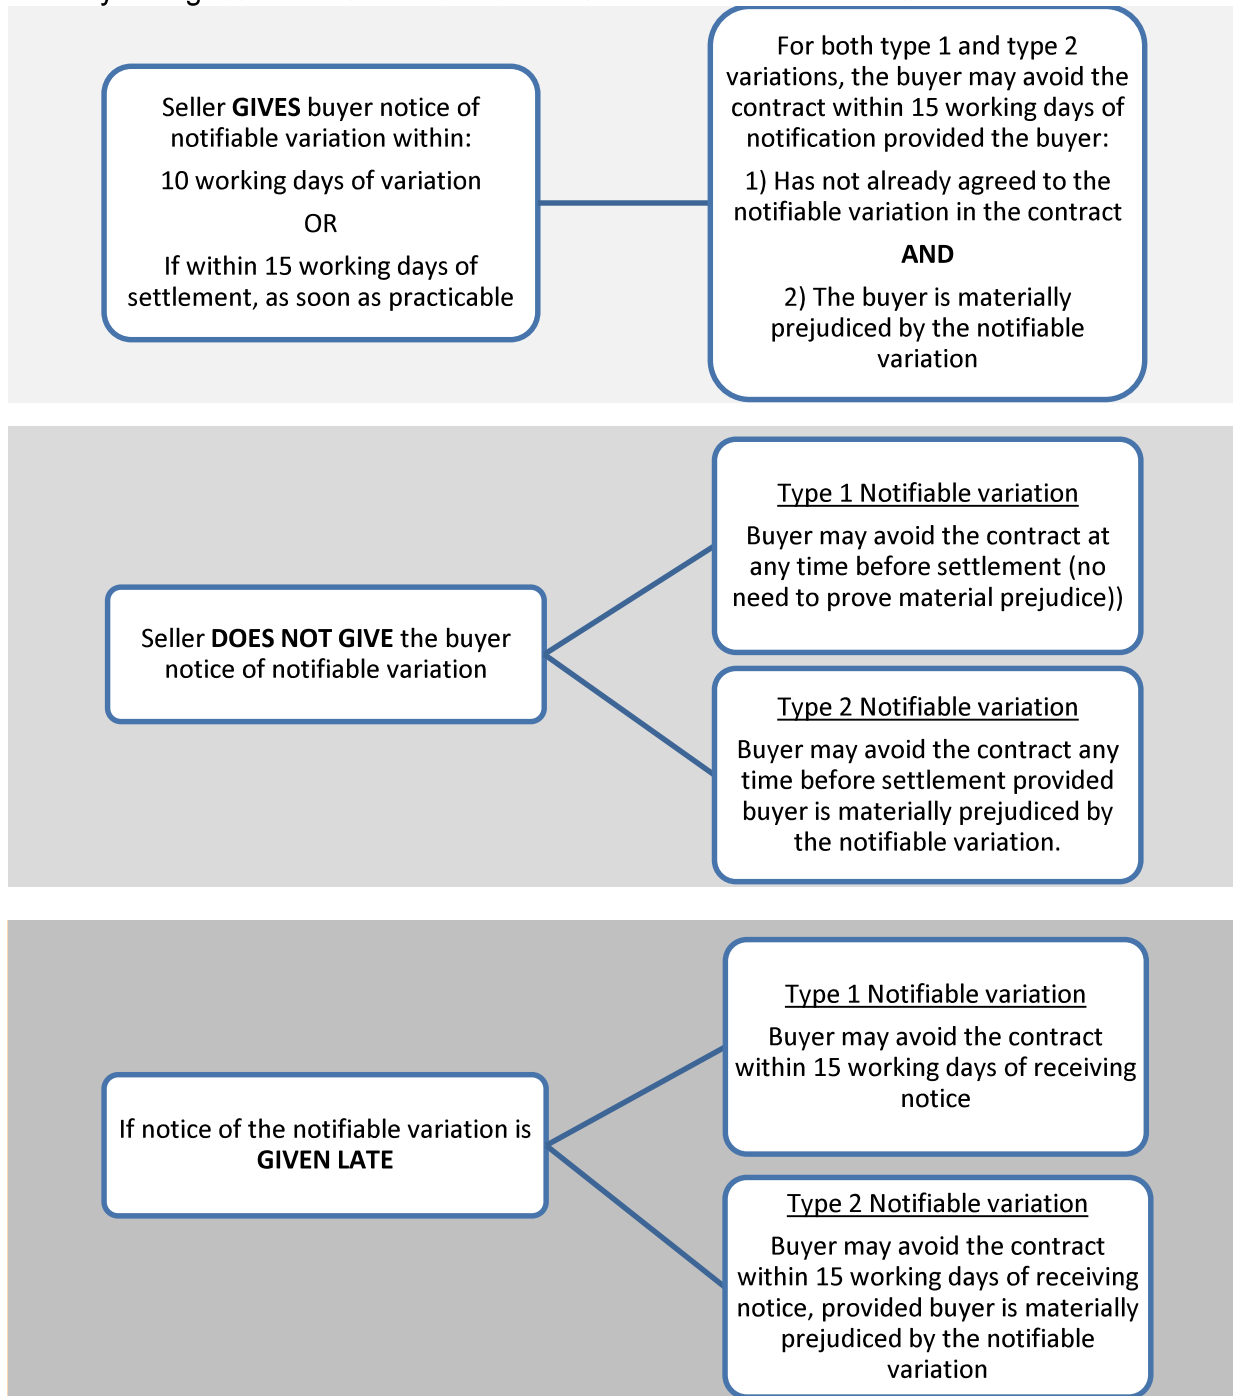 Seller GIVES buyer notice of
notifiable variation within:
10 working days of variation
OR
If within 15 working days of
settlement, as soon as practicable
For both type 1 and type 2
variations, the buyer may avoid the
contract within 15 working days of
notification provided the buyer:
1) Has not already agreed to the
notifiable variation in the contract
AND
2) The buyer is materially
prejudiced by the notifiable
variation
Seller DOES NOT GIVE the buyer
notice of notifiable variation
Type 1 Notifiable variation
Buyer may avoid the contract at
any time before settlement (no
need to prove material prejudice))
Type 2 Notifiable variation
Buyer may avoid the contract any
time before settlement provided
buyer is materially prejudiced by
the notifiable variation.
If notice of the notifiable variation is
GIVEN LATE
Type 1 Notifiable variation
Buyer may avoid the contract
within 15 working days of receiving
notice
Type 2 Notifiable variation
Buyer may avoid the contract
within 15 working days of receiving
notice, provided buyer is materially
prejudiced by the notifiable
variation